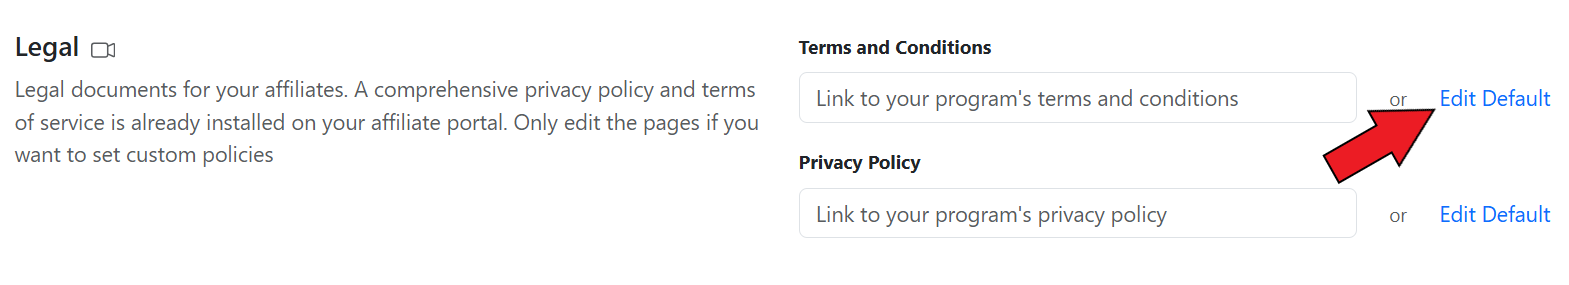 Legal
Legal documents for your affiliates. A comprehensive privacy policy and terms
of service is already installed on your affiliate portal. Only edit the pages if you
want to set custom policies
Terms and Conditions
Link to your program's terms and conditions or Edit Default
Privacy Policy
Link to your program's privacy policy or Edit Default